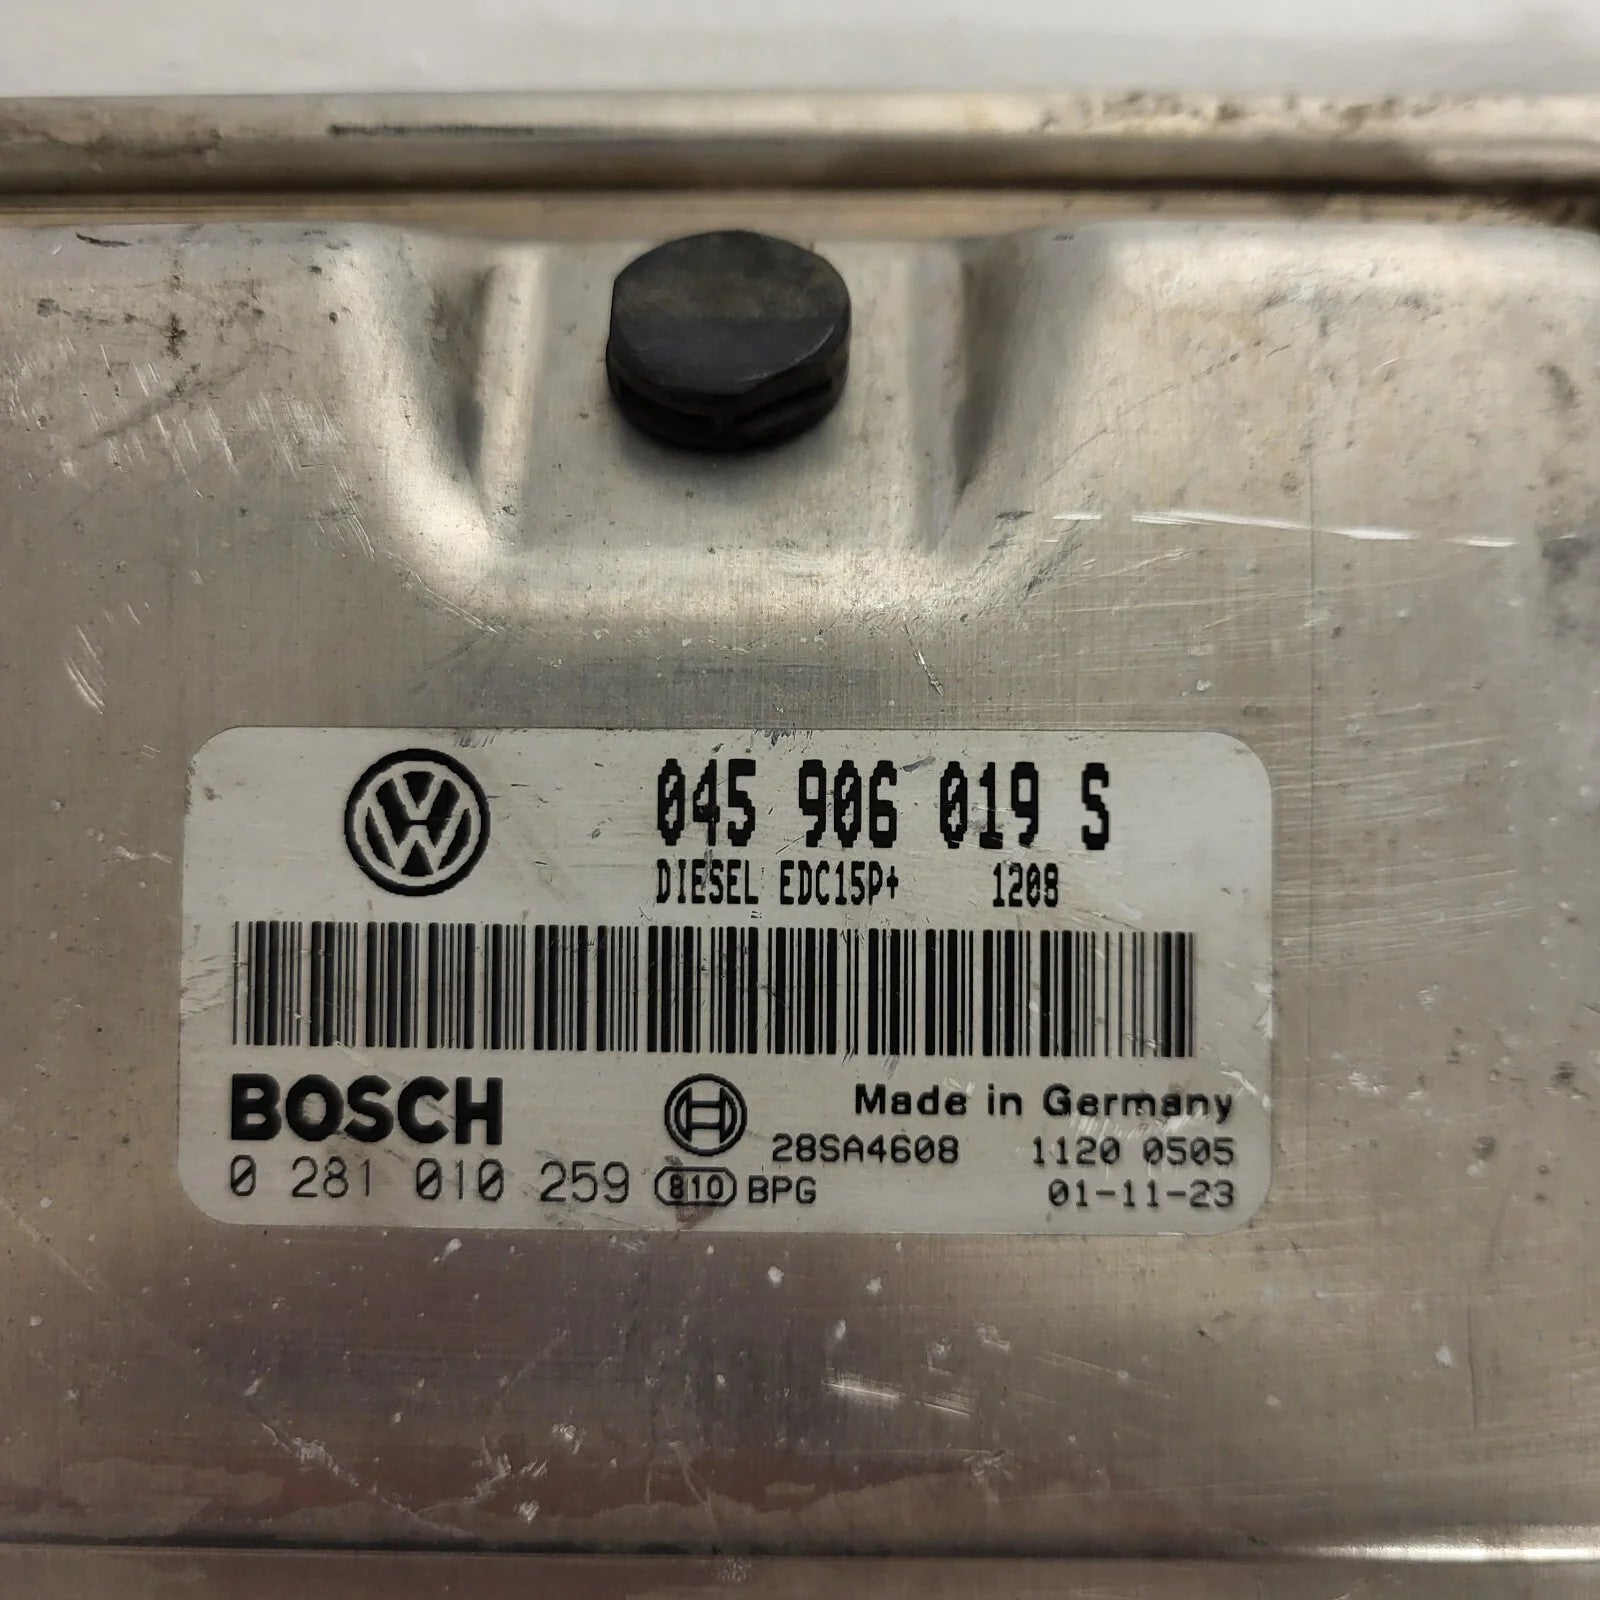 045 906 019 S
DIESEL EDC15P+ 1208
BOSCH
Made in Germany
28SA4608 1120 0505
0 281 010 259 810 BPG 01-11-23